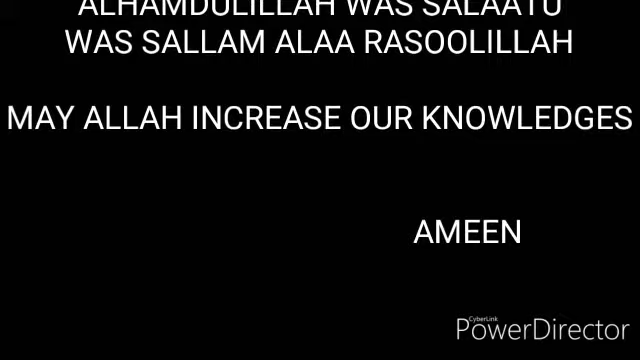 ALHAMDULILLAH WAS SALAATU
WAS SALLAM ALAA RASOOLILLAH
MAY ALLAH INCREASE OUR KNOWLEDGES
AMEEN
CyberLink
PowerDirector